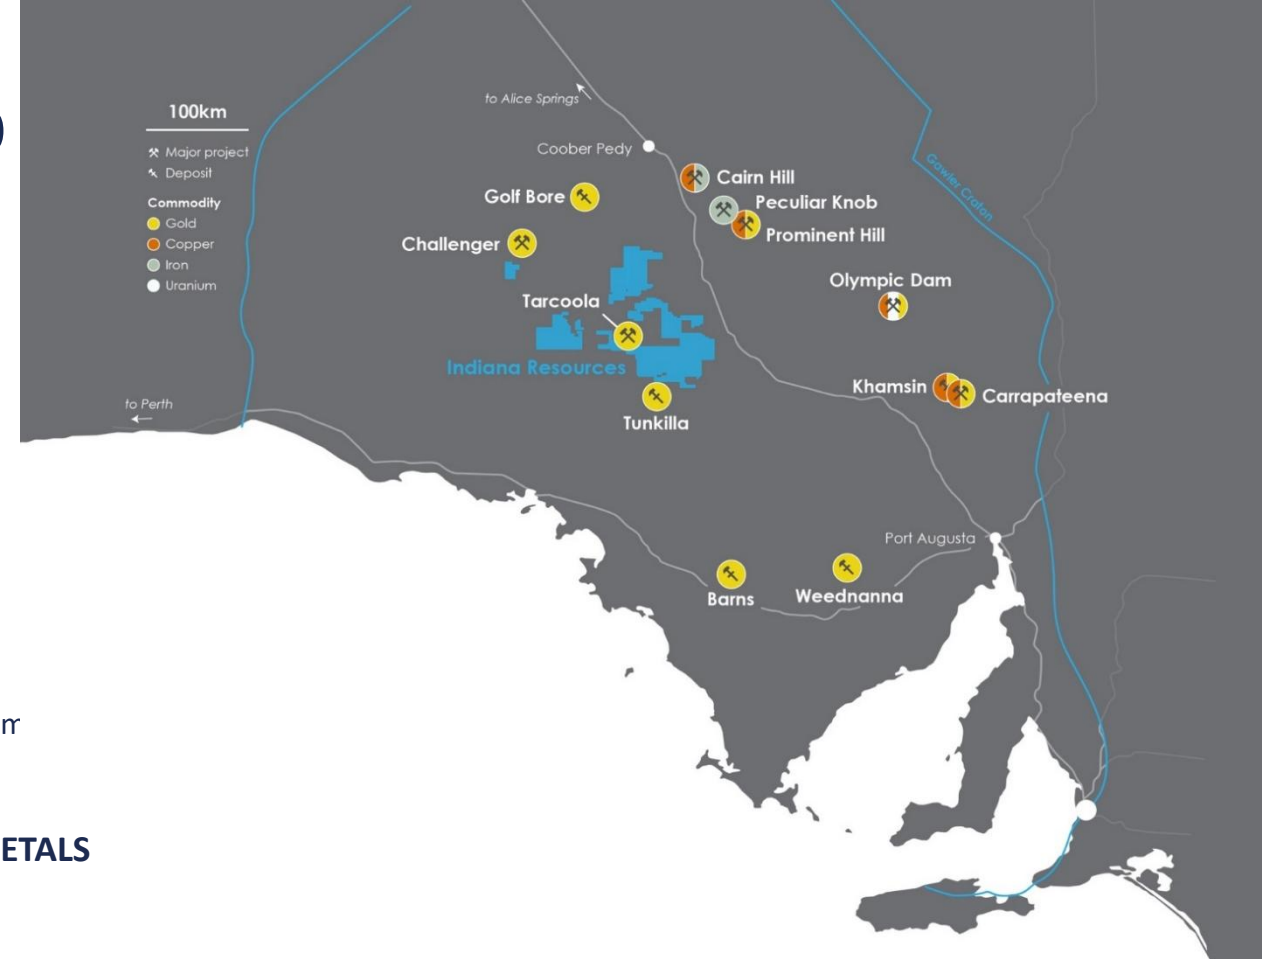 )
100km
Major project
Deposit
Commodity
Gold
Copper
Iron
Uranium
to Alice Springs
Coober Pedy
Cairn Hill
Golf Bore
Peculiar Knob
Prominent Hill
Challenger
Gawler Craton
Olympic Dam
Tarcoola
Indiana Resources
Khamsin
Carrapateena
to Perth
Tunkilla
Port Augusta
Barns
Weednanna
m
ETALS